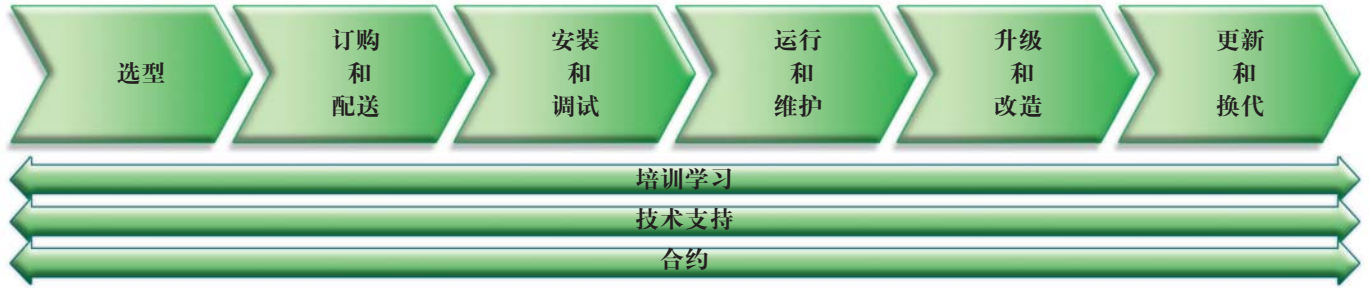 选型
订购
和
配送
安装
和
调试
运行
和
维护
升级
和
改造
更新
和
换代
培训学习
技术支持
合约